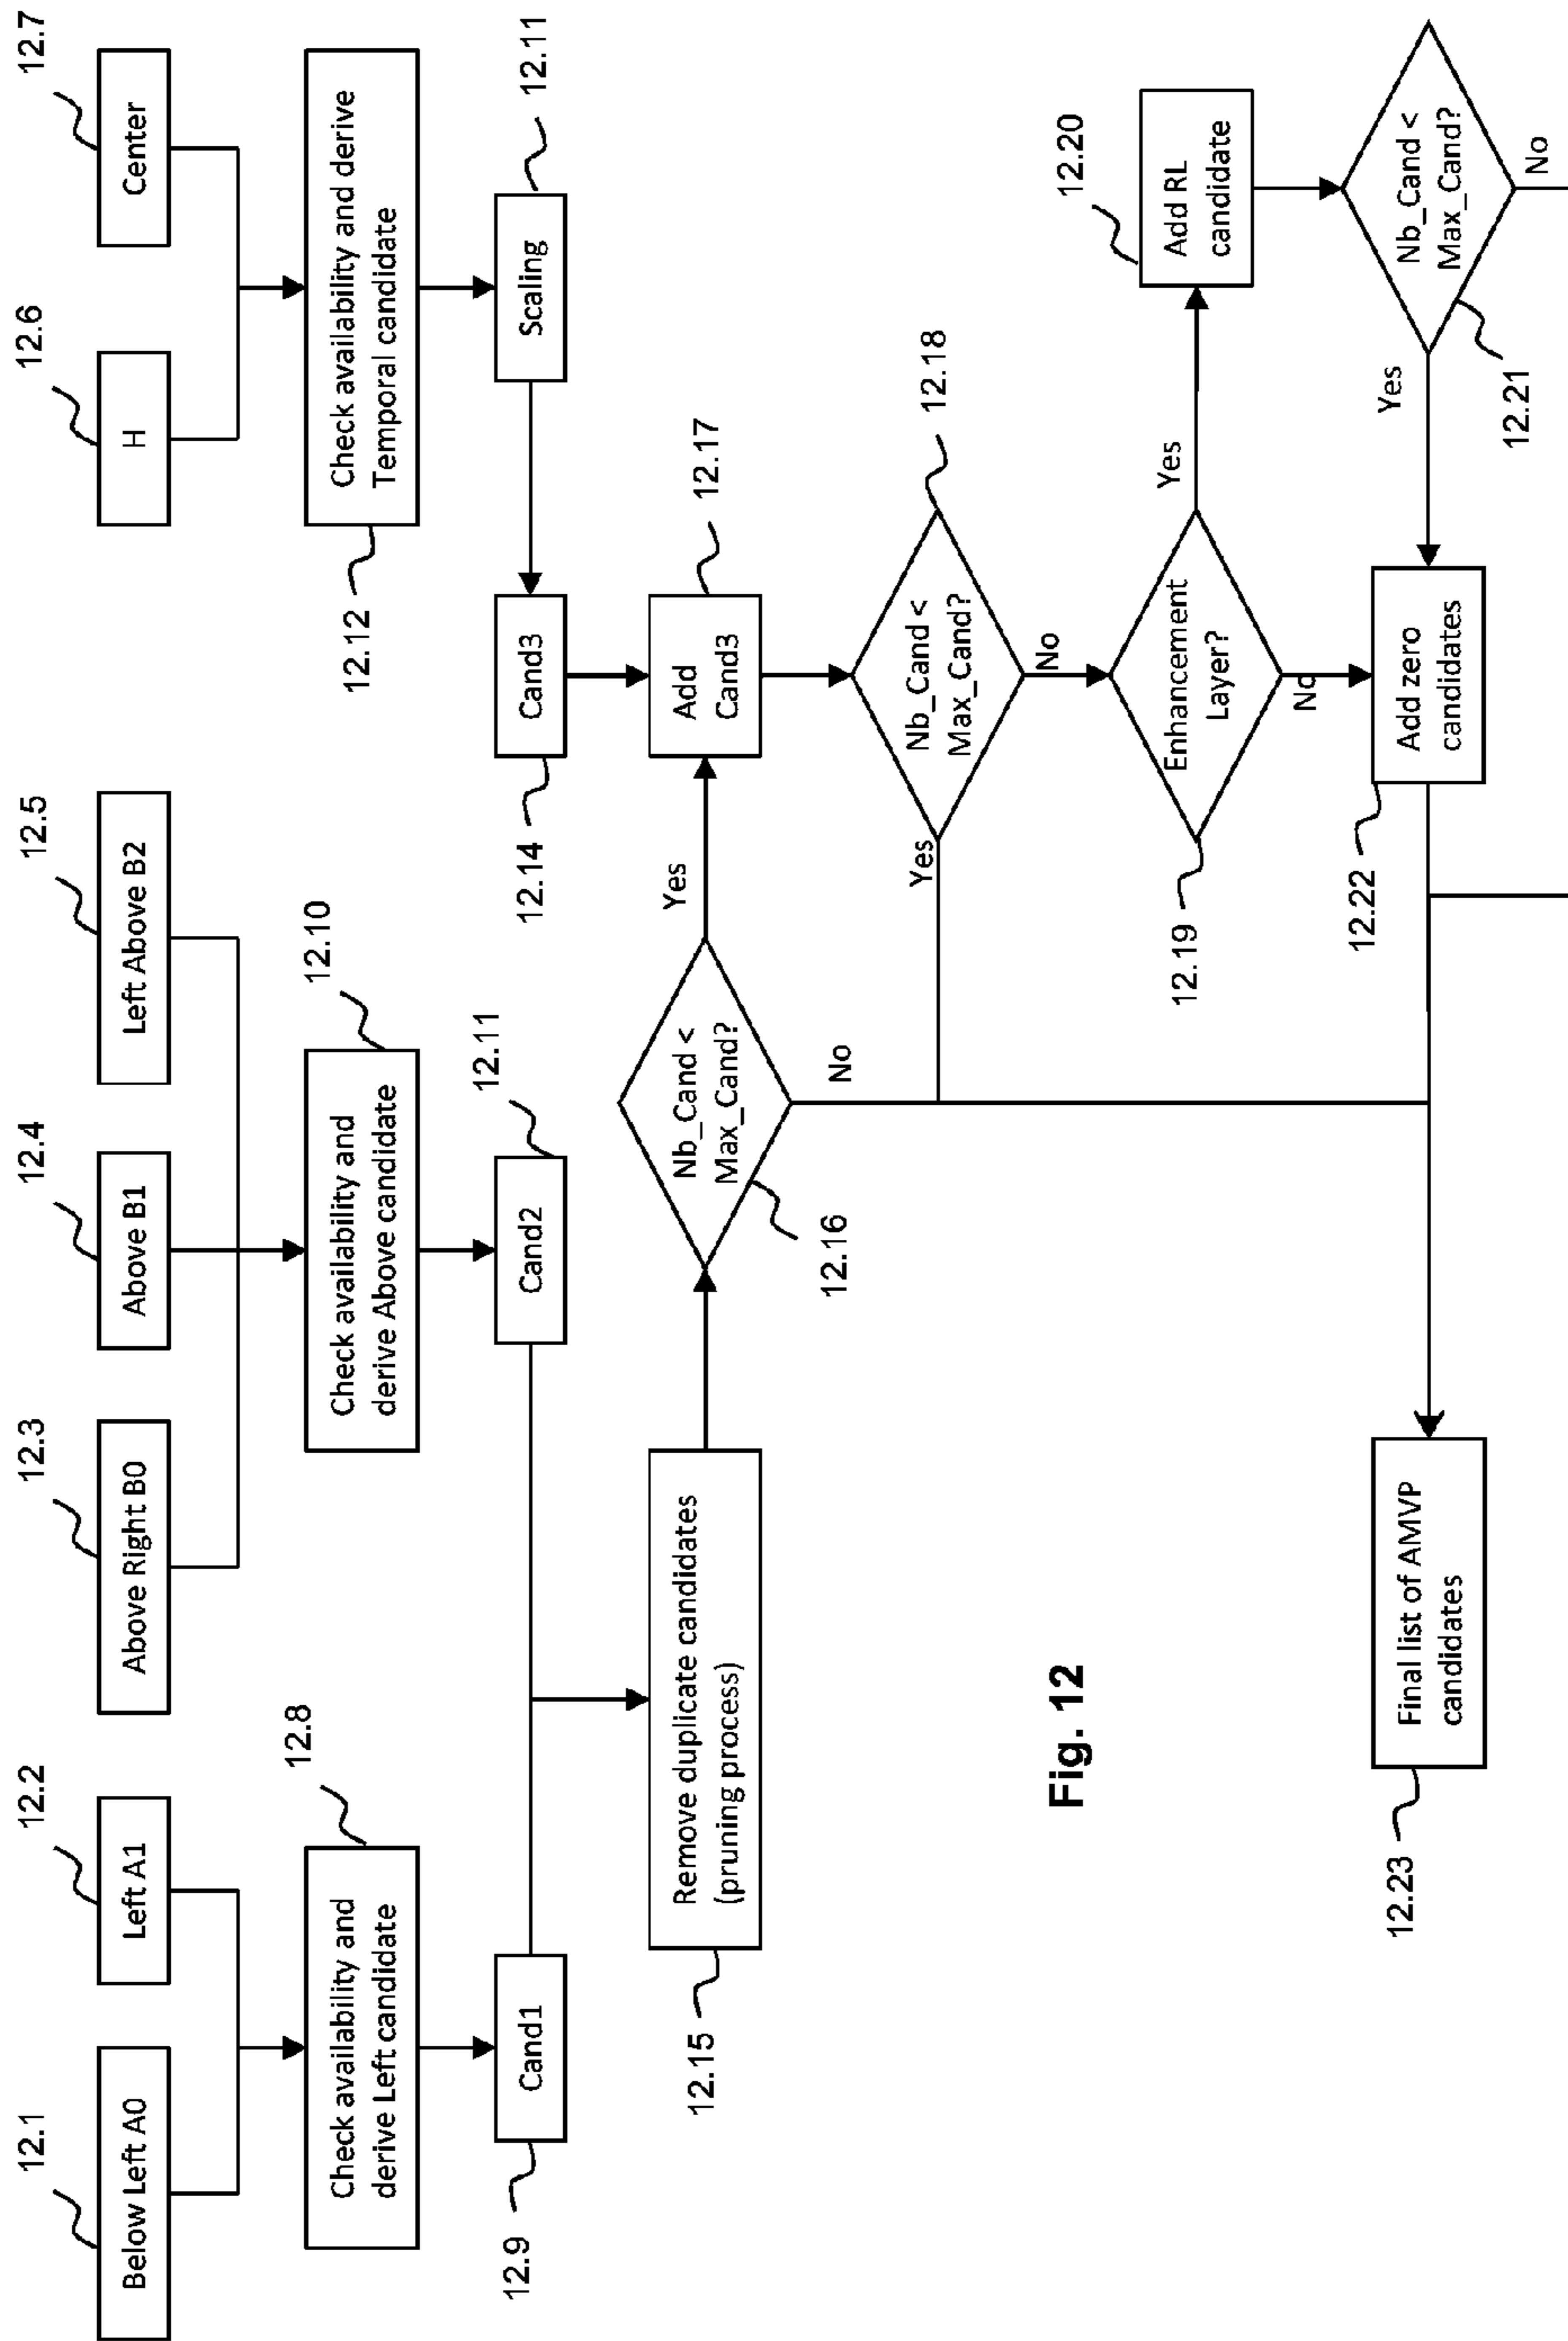 12.1
12.2
12.3
12.4
12.5
12.6
12.7
Below Left A0
Left A1
Above Right B0
Above B1
Left Above B2
H
Center
12.8
12.10
Check availability and
derive Left candidate
Check availability and
derive Above candidate
Check availability and derive
Temporal candidate
12.12
12.9
Cand1
Cand2
12.11
12.14
Cand3
Scaling
12.11
12.15
Remove duplicate candidates
(pruning process)
Nb_Cand <
Max_Cand?
12.16
Yes
No
Add
Cand3
12.17
Nb_Cand <
Max_Cand?
12.18
Yes
No
Enhancement
Layer?
12.19
Yes
No
Add RL
candidate
12.20
Nb_Cand <
Max_Cand?
12.21
Yes
No
Add zero
candidates
12.22
Final list of AMVP
candidates
12.23
Fig. 12